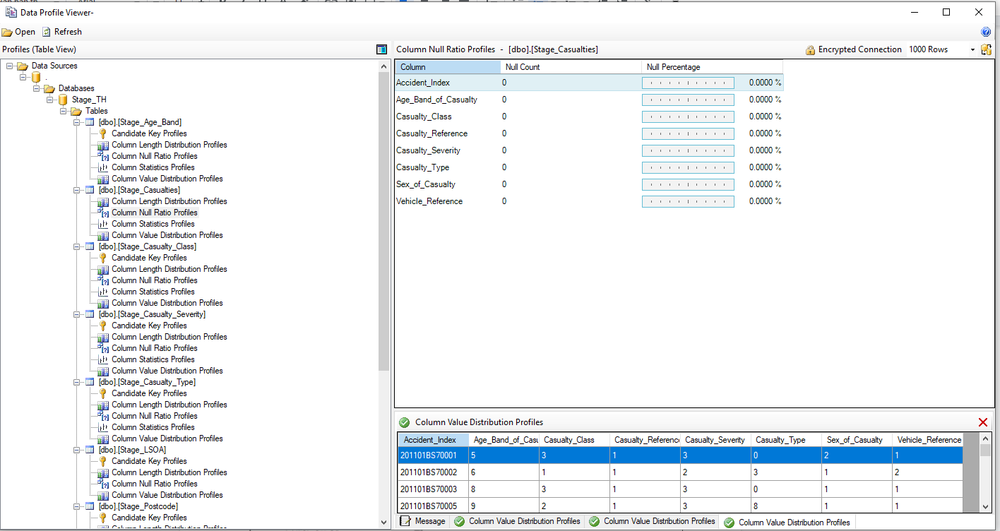 Data Profile Viewer-
Open Refresh
Profiles (Table View)
Data Sources
.
Databases
Stage_TH
Tables
[dbo].[Stage_Age_Band]
Candidate Key Profiles
Column Length Distribution Profiles
Column Null Ratio Profiles
Column Statistics Profiles
Column Value Distribution Profiles
[dbo].[Stage_Casualties]
Column Length Distribution Profiles
Column Null Ratio Profiles
Column Statistics Profiles
Column Value Distribution Profiles
[dbo].[Stage_Casualty_Class]
Candidate Key Profiles
Column Length Distribution Profiles
Column Null Ratio Profiles
Column Statistics Profiles
Column Value Distribution Profiles
[dbo].[Stage_Casualty_Severity]
Candidate Key Profiles
Column Length Distribution Profiles
Column Null Ratio Profiles
Column Statistics Profiles
Column Value Distribution Profiles
[dbo].[Stage_Casualty_Type]
Candidate Key Profiles
Column Length Distribution Profiles
Column Null Ratio Profiles
Column Statistics Profiles
Column Value Distribution Profiles
[dbo].[Stage_LSOA]
Candidate Key Profiles
Column Length Distribution Profiles
Column Null Ratio Profiles
Column Value Distribution Profiles
[dbo].[Stage_Postcode]
Candidate Key Profiles
Column Length Distribution Profiles
Column Null Ratio Profiles - [dbo].[Stage_Casualties] Encrypted Connection 1000 Rows
Column Null Count Null Percentage
Accident_Index 0 0.0000 %
Age_Band_of_Casualty 0 0.0000 %
Casualty_Class 0 0.0000 %
Casualty_Reference 0 0.0000 %
Casualty_Severity 0 0.0000 %
Casualty_Type 0 0.0000 %
Sex_of_Casualty 0 0.0000 %
Vehicle_Reference 0 0.0000 %
Column Value Distribution Profiles
Accident_Index Age_Band_of_Casu Casualty_Class Casualty_Reference Casualty_Severity Casualty_Type Sex_of_Casualty Vehicle_Reference
201101BS70001 5 3 1 3 0 2 1
201101BS70002 6 1 1 2 3 1 2
201101BS70003 8 3 1 3 0 1 1
201101BS70005 9 2 1 3 8 1 1
Message Column Value Distribution Profiles Column Value Distribution Profiles Column Value Distribution Profiles